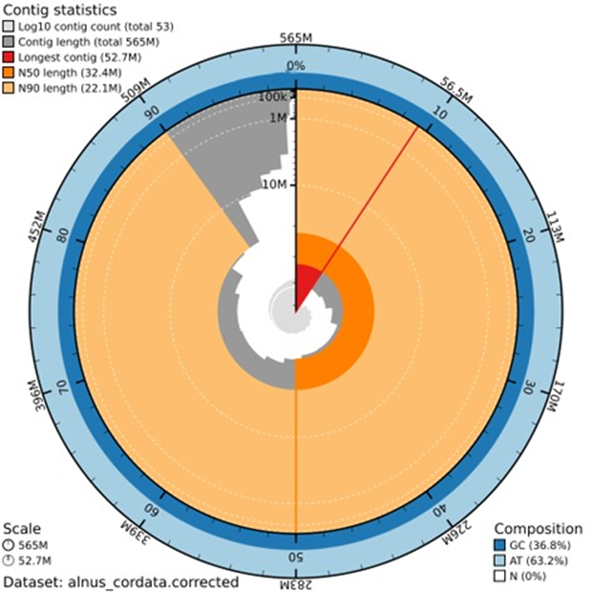 Contig statistics
Log10 contig count (total 53)
Contig length (total 565M)
Longest contig (52.7M)
N50 length (32.4M)
N90 length (22.1M)
565M
0%
100k
1M
10M
56.5M
10
113M
20
170M
30
226M
40
283M
50
339M
60
396M
70
452M
80
509M
90
Scale
565M
52.7M
Dataset: alnus_cordata.corrected
Composition
GC (36.8%)
AT (63.2%)
N (0%)